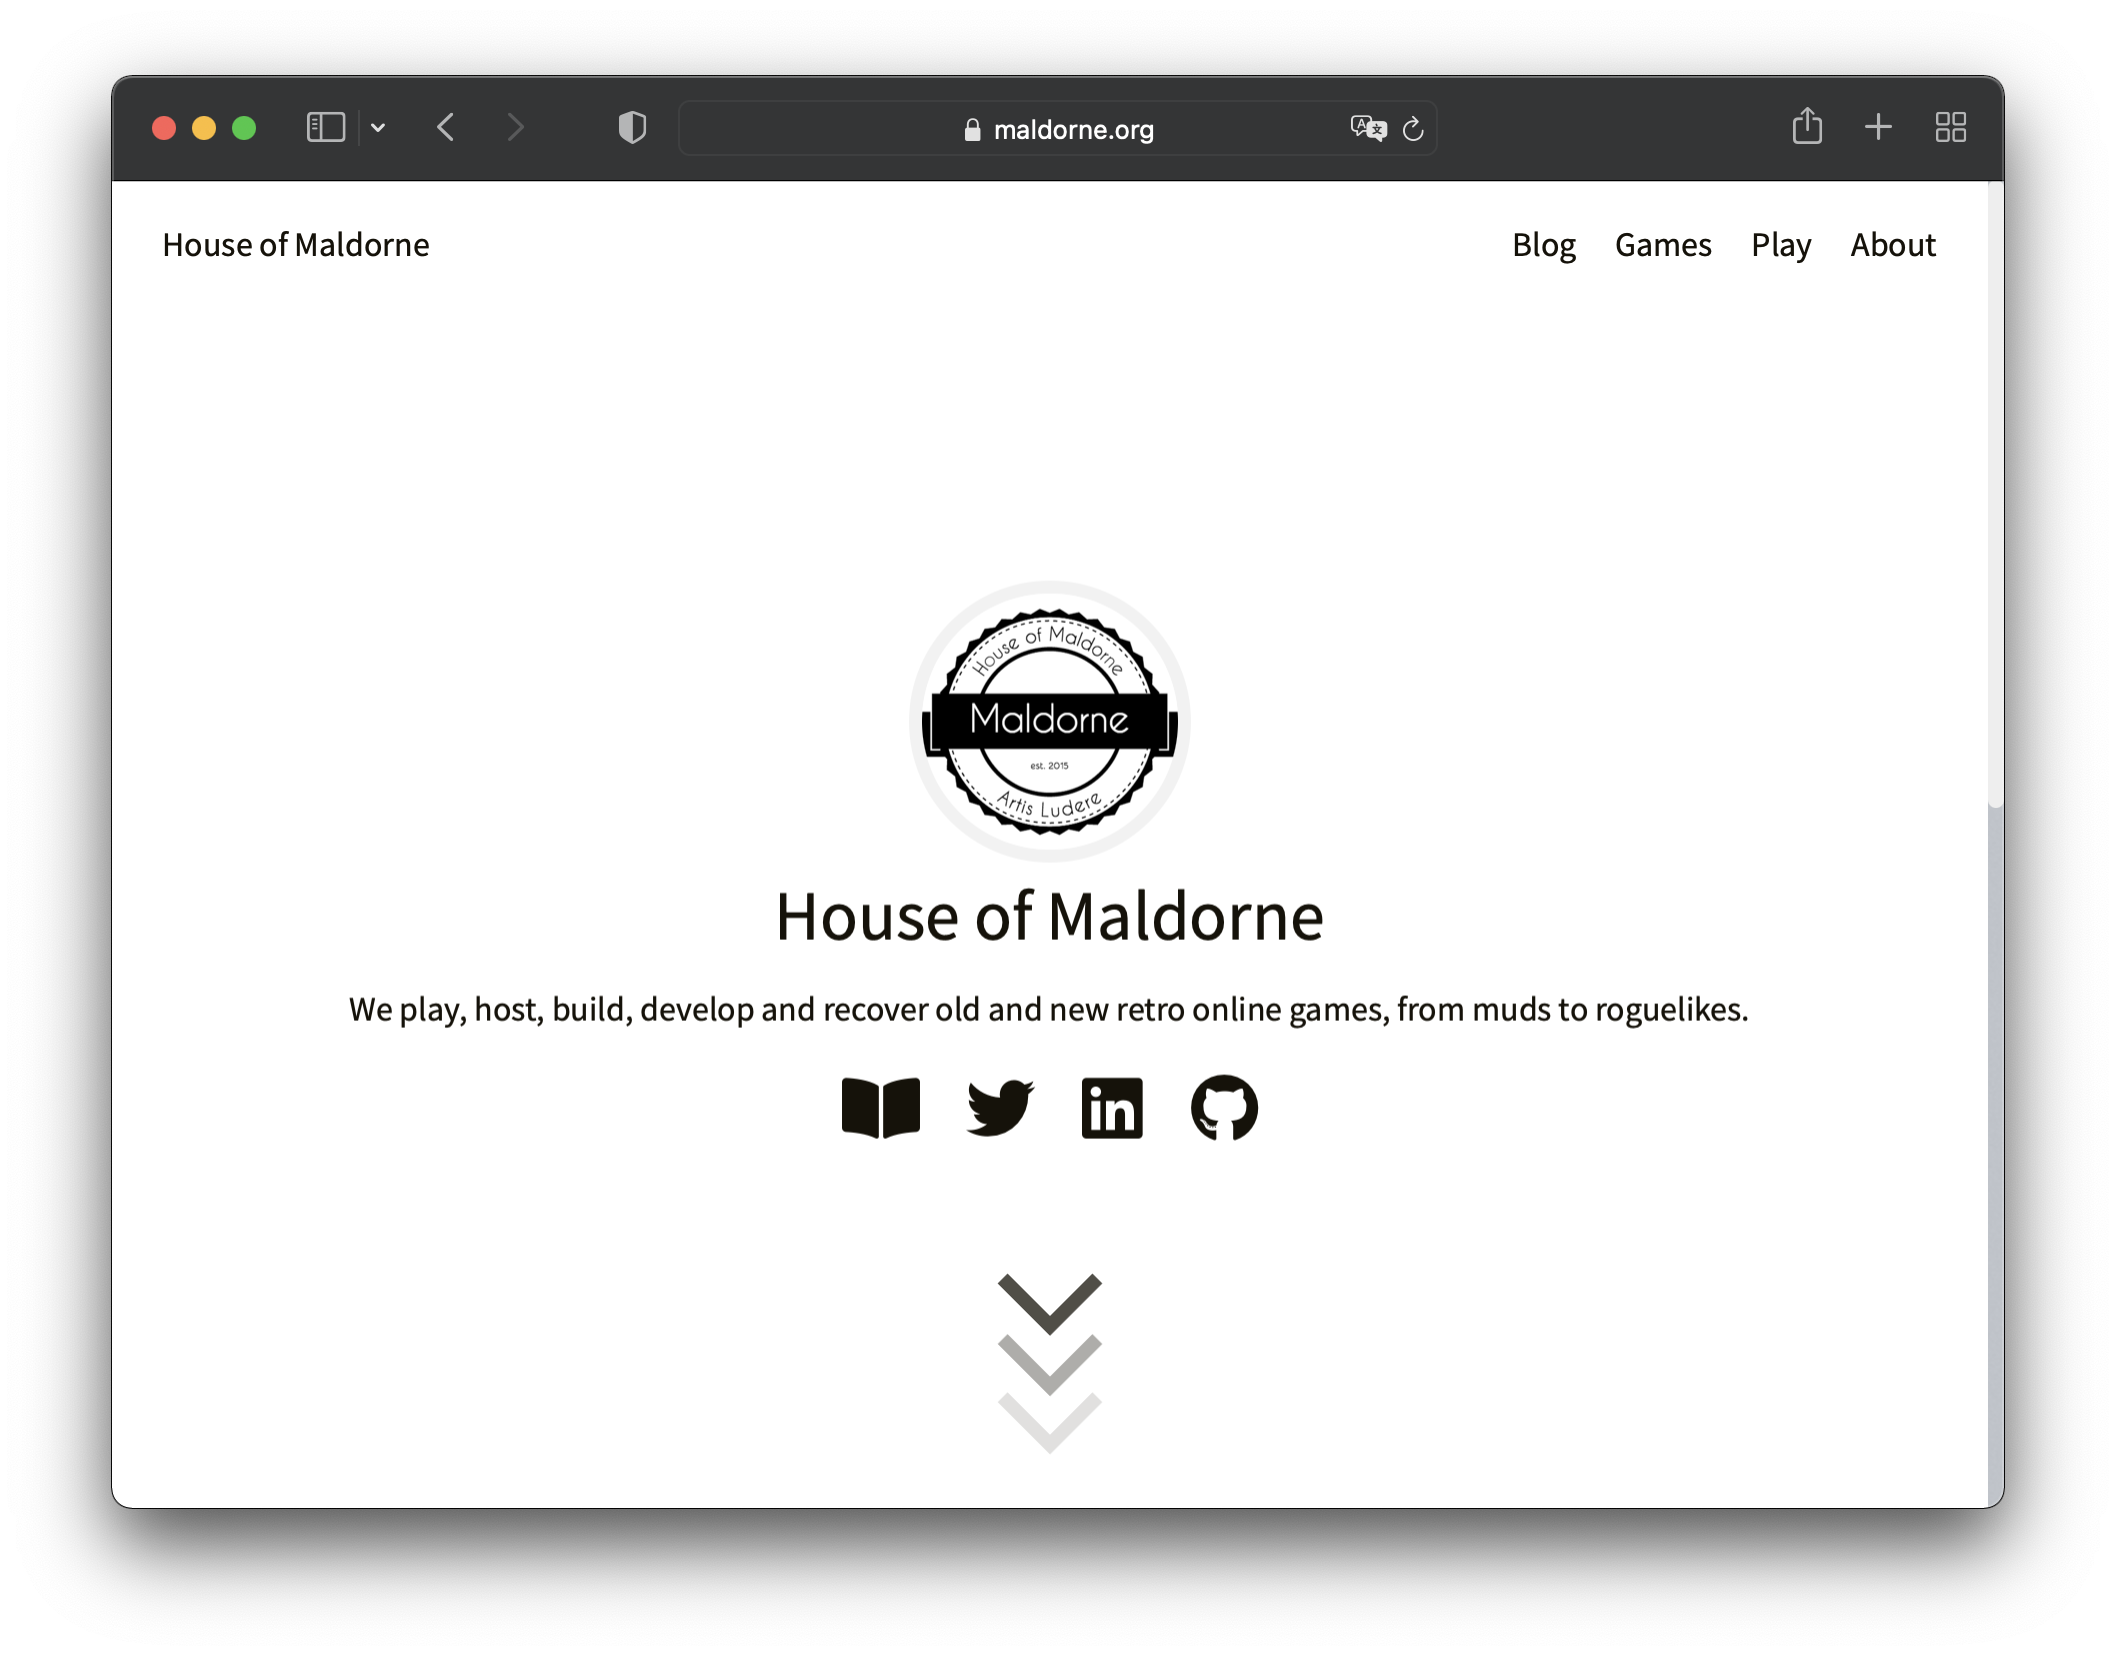 maldorne.org
House of Maldorne
Blog Games Play About
House of Maldorne
Maldorne
est. 2015
Artis Ludere
House of Maldorne
We play, host, build, develop and recover old and new retro online games, from muds to roguelikes.